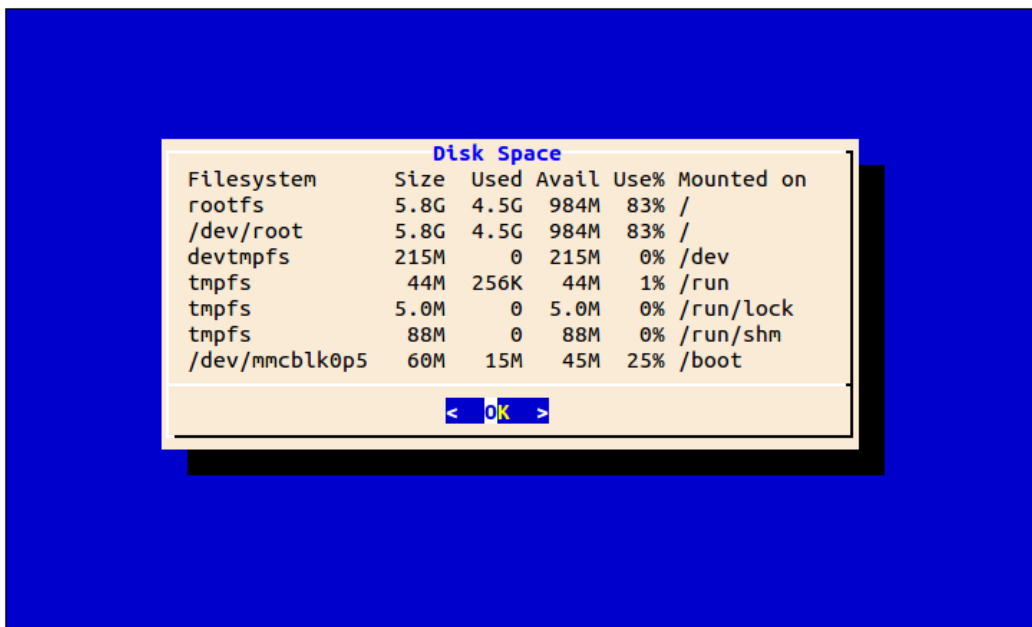 Disk Space
Filesystem Size Used Avail Use% Mounted on
rootfs 5.8G 4.5G 984M 83% /
/dev/root 5.8G 4.5G 984M 83% /
devtmpfs 215M 0 215M 0% /dev
tmpfs 44M 256K 44M 1% /run
tmpfs 5.0M 0 5.0M 0% /run/lock
tmpfs 88M 0 88M 0% /run/shm
/dev/mmcblk0p5 60M 15M 45M 25% /boot
< OK >